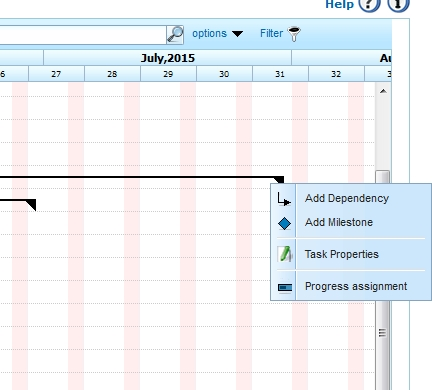 Help ? i
options Filter
July,2015 Au
6 27 28 29 30 31 32 3
Add Dependency
Add Milestone
Task Properties
Progress assignment